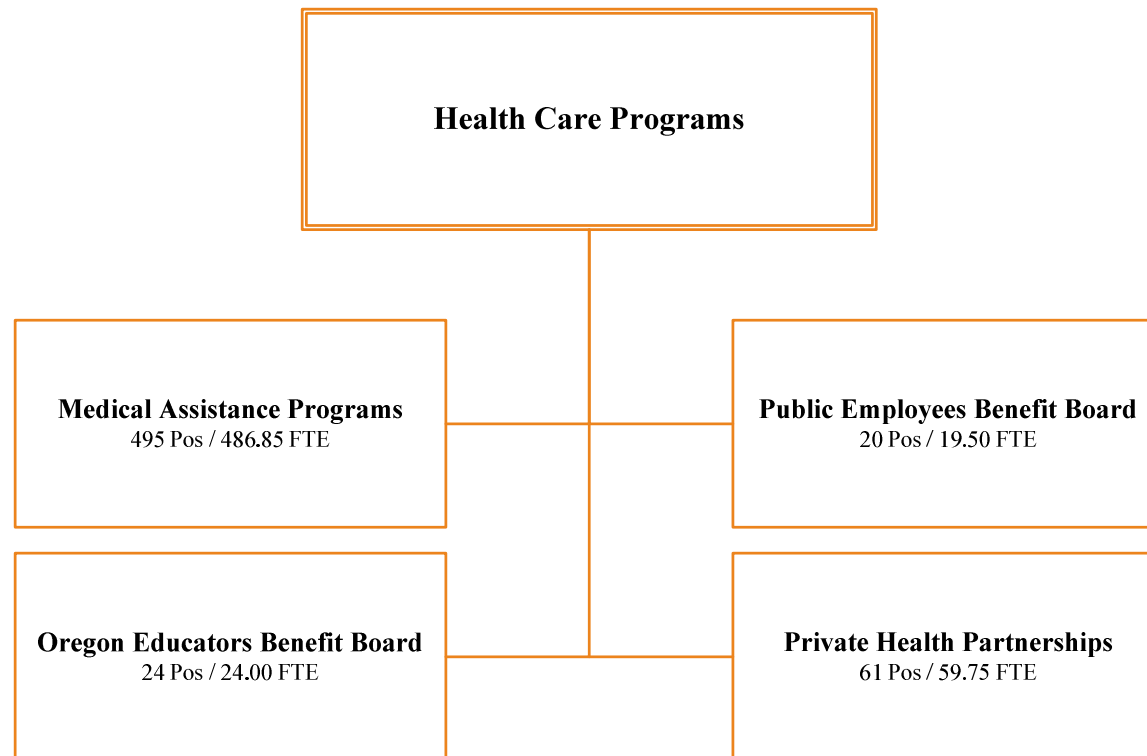 Health Care Programs
Medical Assistance Programs
495 Pos / 486.85 FTE
Public Employees Benefit Board
20 Pos / 19.50 FTE
Oregon Educators Benefit Board
24 Pos / 24.00 FTE
Private Health Partnerships
61 Pos / 59.75 FTE